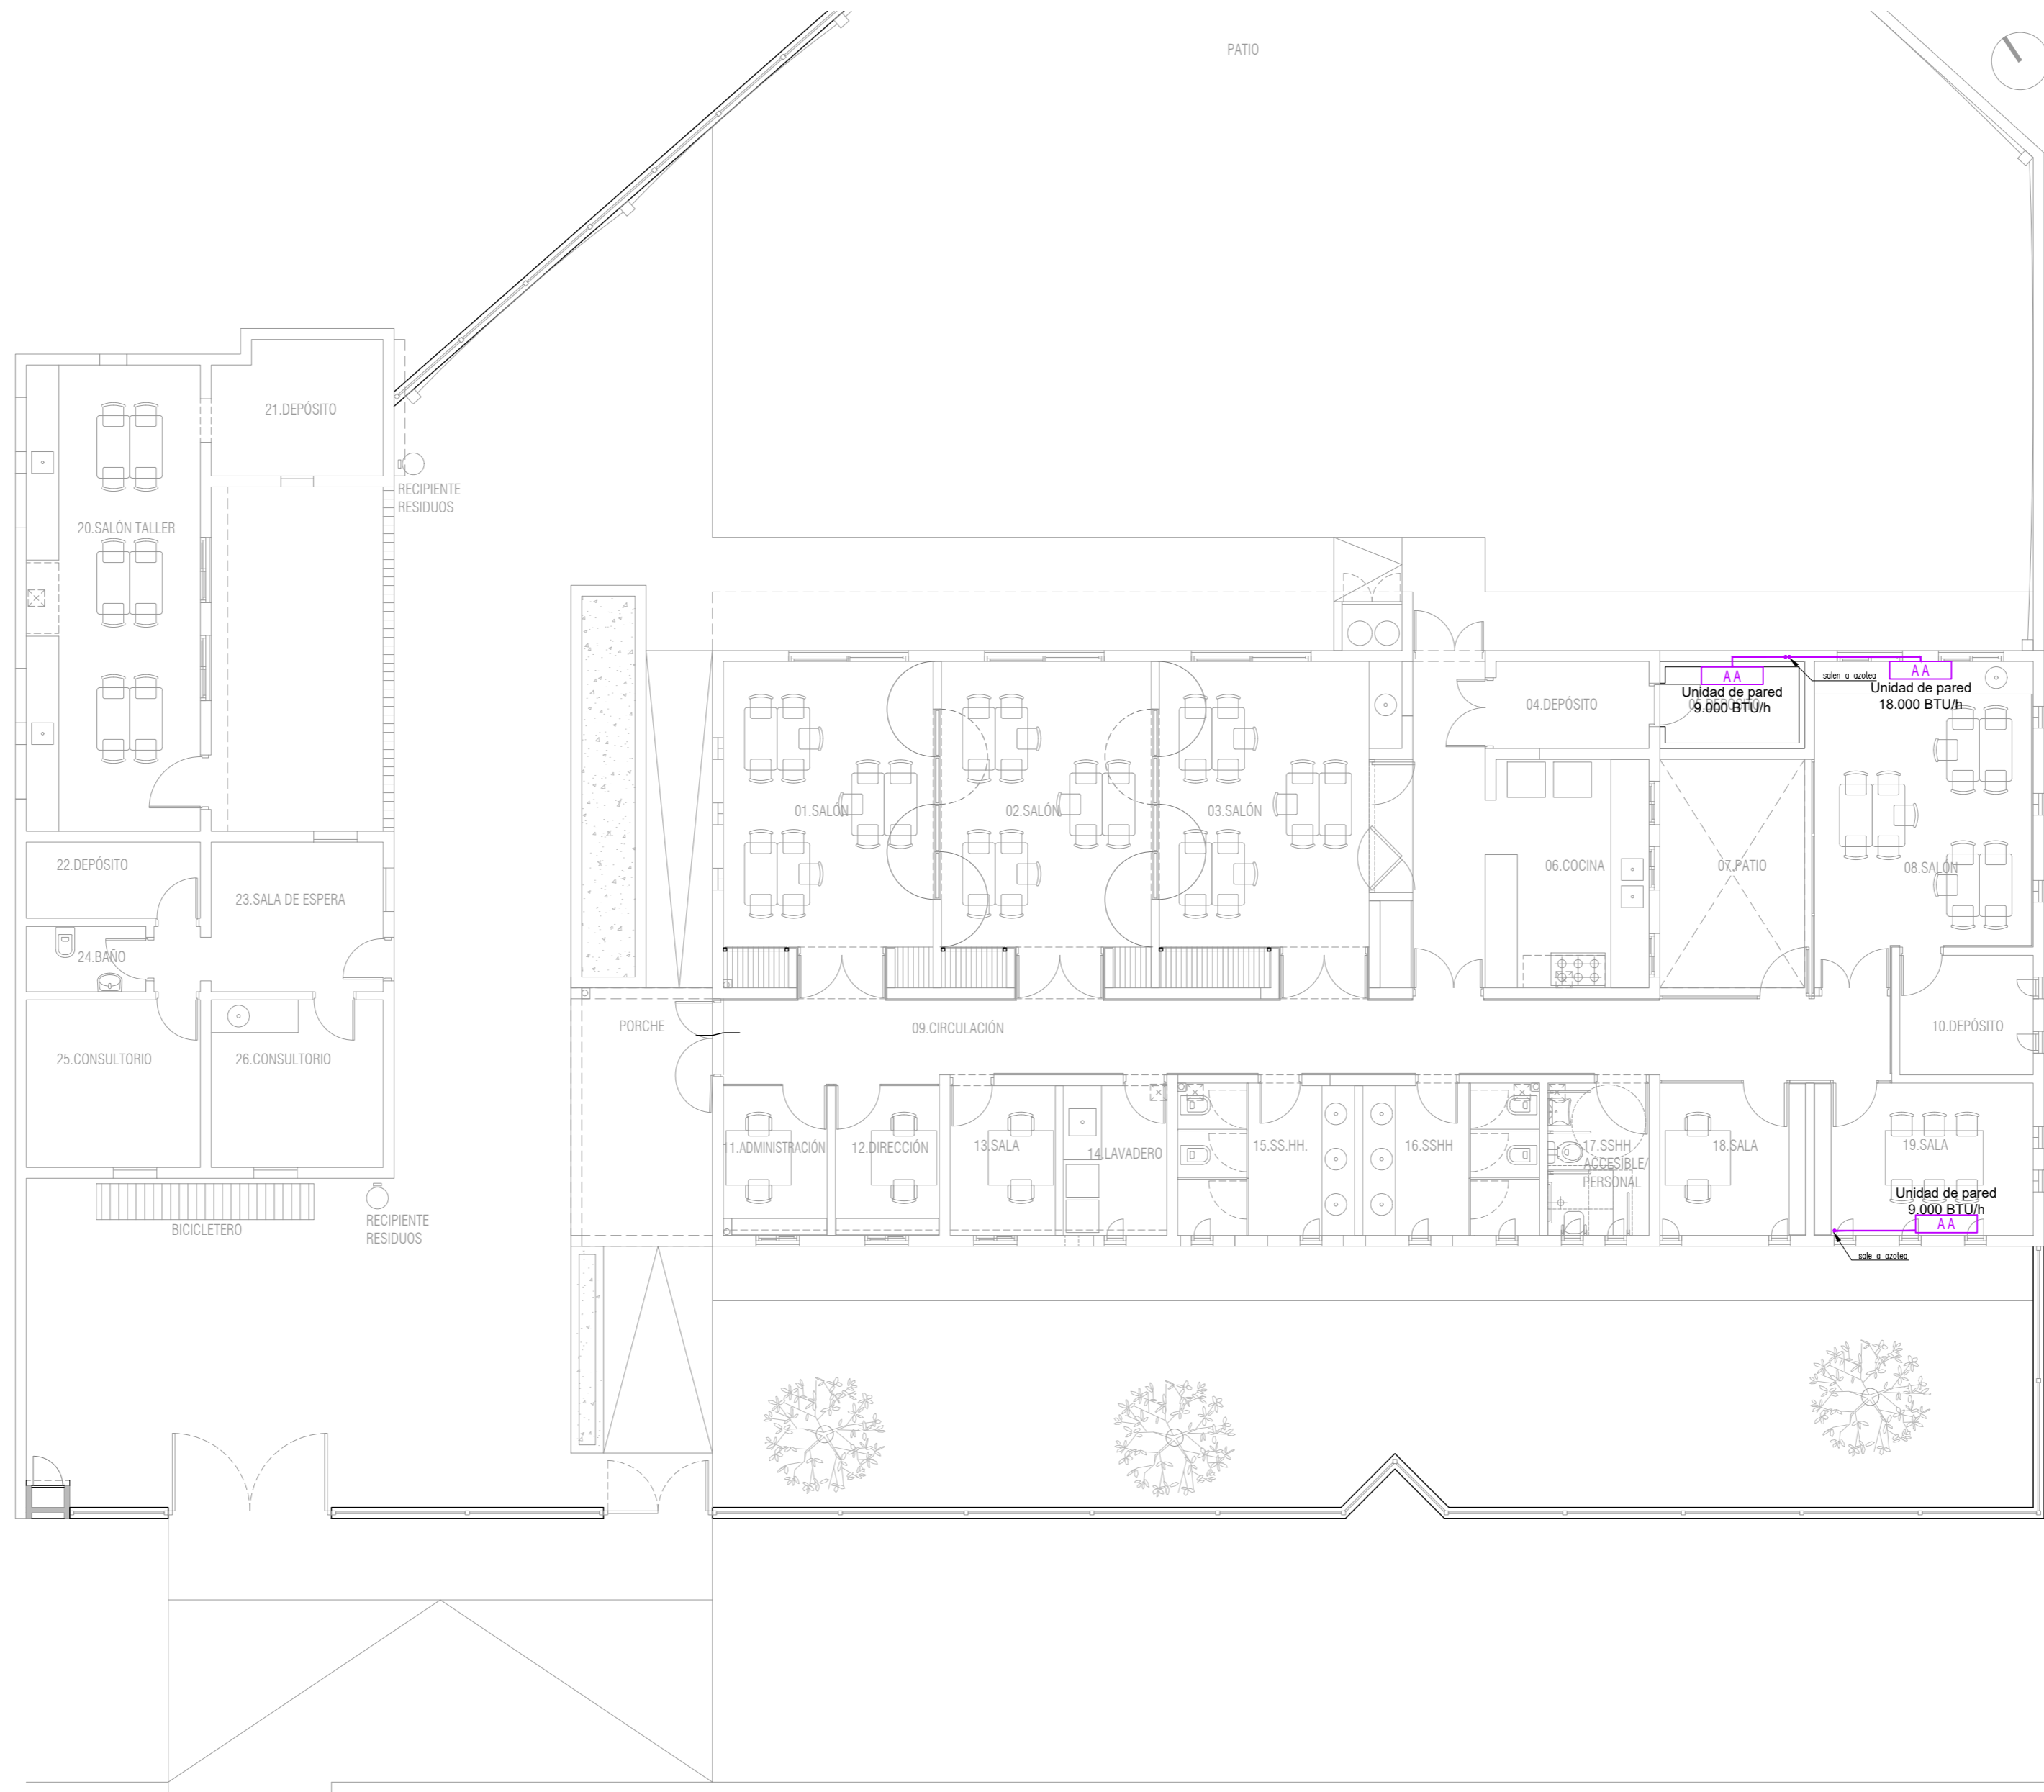 PATIO
21.DEPÓSITO
RECIPIENTE
RESIDUOS
20.SALÓN TALLER
AA
Unidad de pared
9.000 BTU/h
salen a azotea
AA
Unidad de pared
18.000 BTU/h
04.DEPÓSITO
01.SALÓN
02.SALÓN
03.SALÓN
06.COCINA
07.PATIO
08.SALÓN
22.DEPÓSITO
23.SALA DE ESPERA
24.BAÑO
25.CONSULTORIO
26.CONSULTORIO
PORCHE
09.CIRCULACIÓN
10.DEPÓSITO
11.ADMINISTRACIÓN
12.DIRECCIÓN
13.SALA
14.LAVADERO
15.SS.HH.
16.SSHH
17.SSHH
ACCESIBLE/
PERSONAL
18.SALA
19.SALA
Unidad de pared
9.000 BTU/h
AA
sale a azotea
BICICLETERO
RECIPIENTE
RESIDUOS